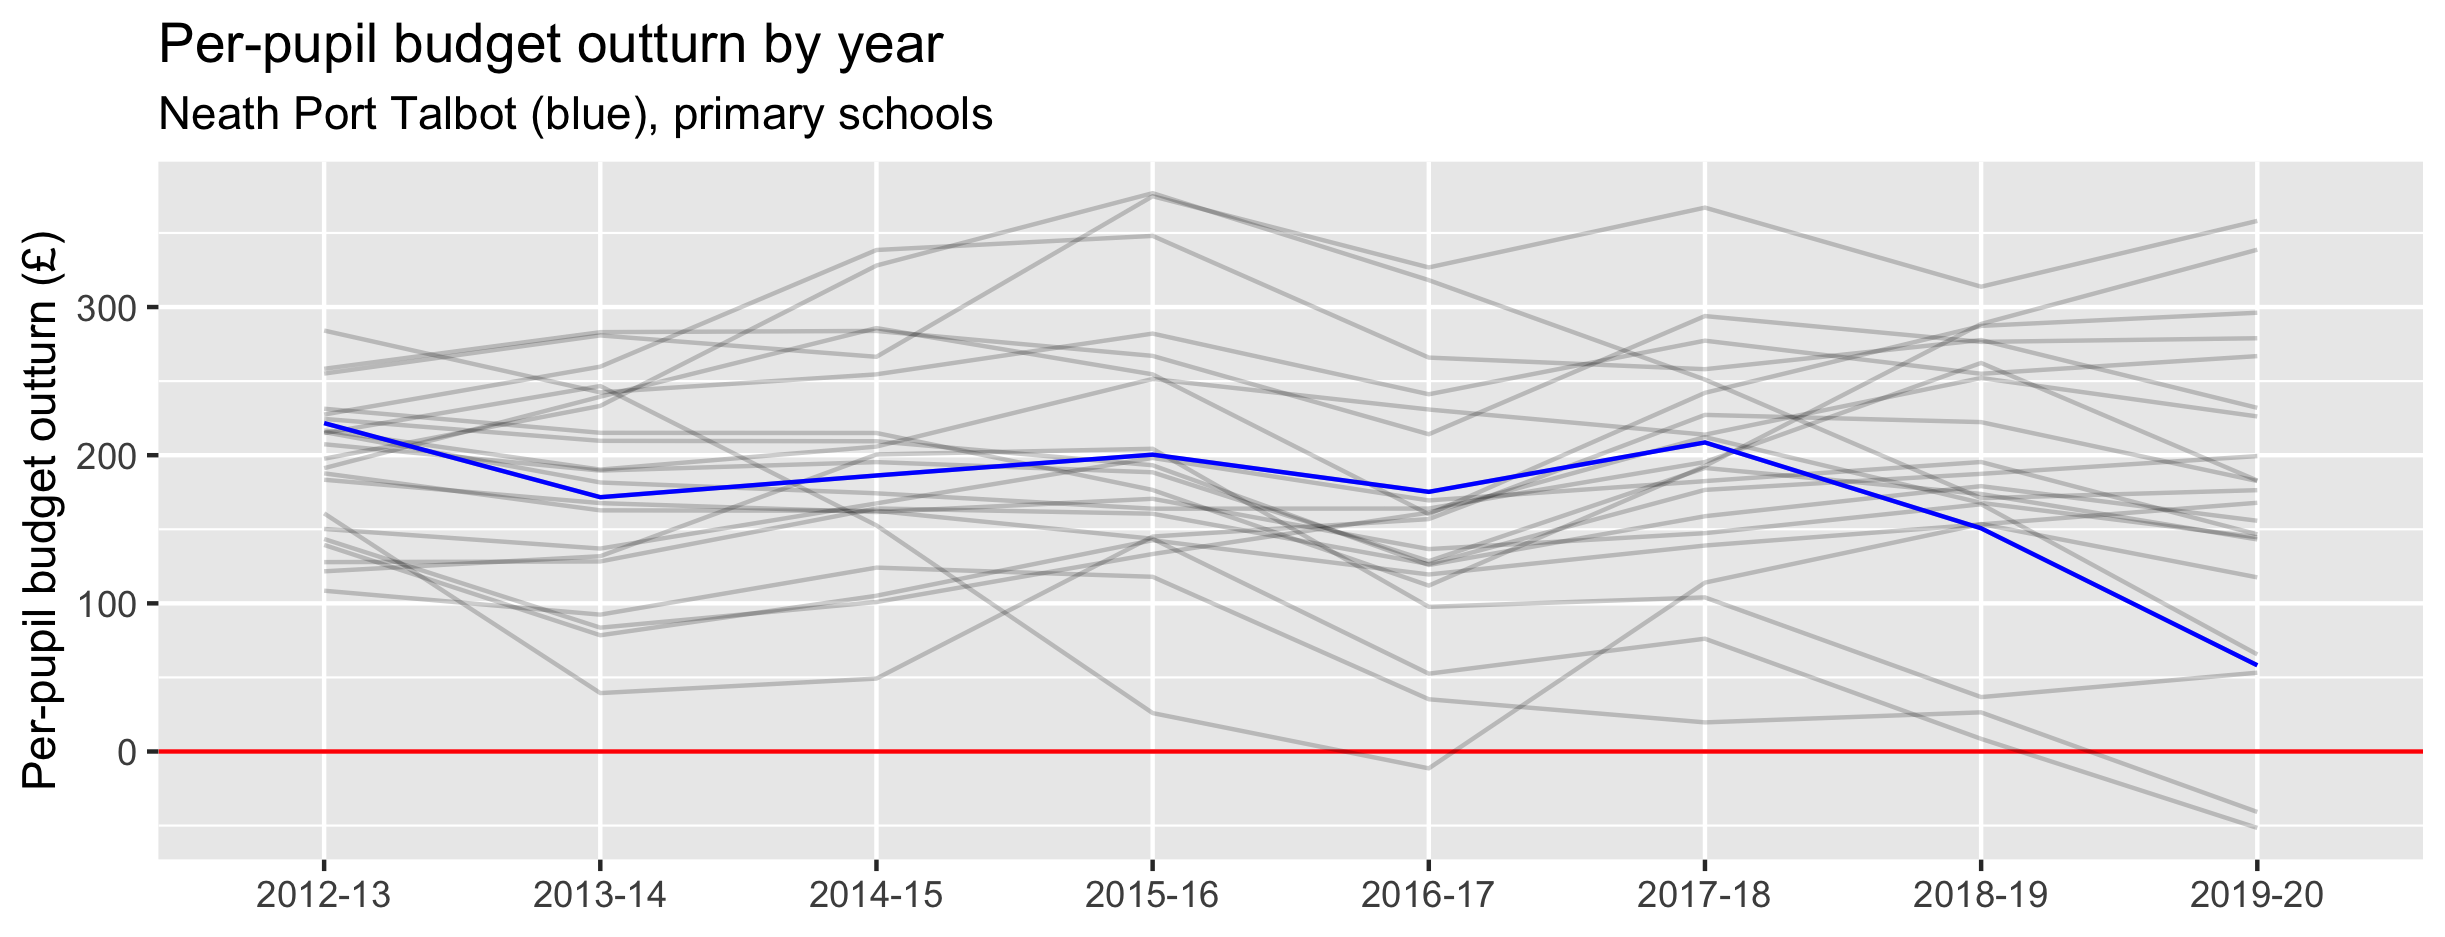 Per-pupil budget outturn by year
Neath Port Talbot (blue), primary schools
Per-pupil budget outturn (£)
300
200
100
0
2012-13 2013-14 2014-15 2015-16 2016-17 2017-18 2018-19 2019-20